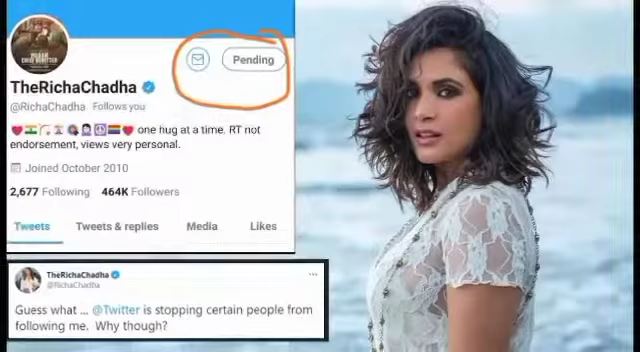 Pending
TheRichaChadha
@RichaChadha Follows you
one hug at a time. RT not
endorsement, views very personal.
Joined October 2010
2,677 Following 464K Followers
Tweets Tweets & replies Media Likes
TheRichaChadha
@RichaChadha
Guess what ... @Twitter is stopping certain people from
following me. Why though?